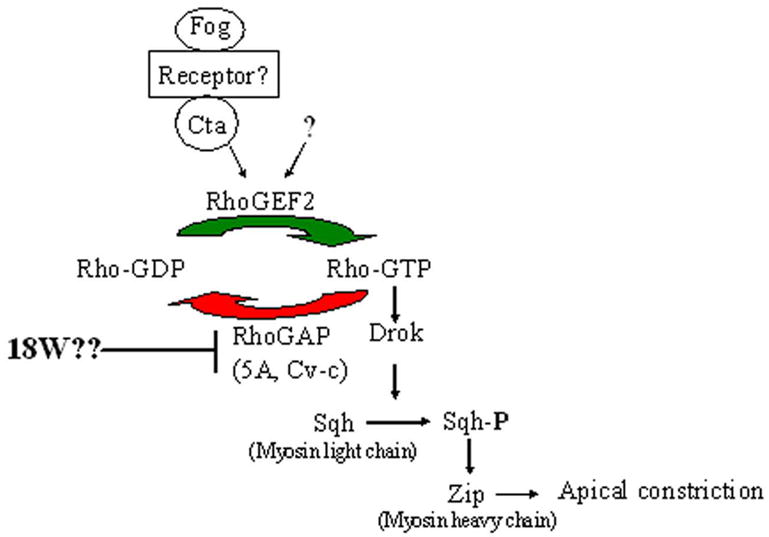 Fog
Receptor?
Cta
?
RhoGEF2
Rho-GDP
Rho-GTP
RhoGAP
(5A, Cv-c)
18W??
Drok
Sqh
(Myosin light chain)
Sqh-P
Zip
(Myosin heavy chain)
Apical constriction